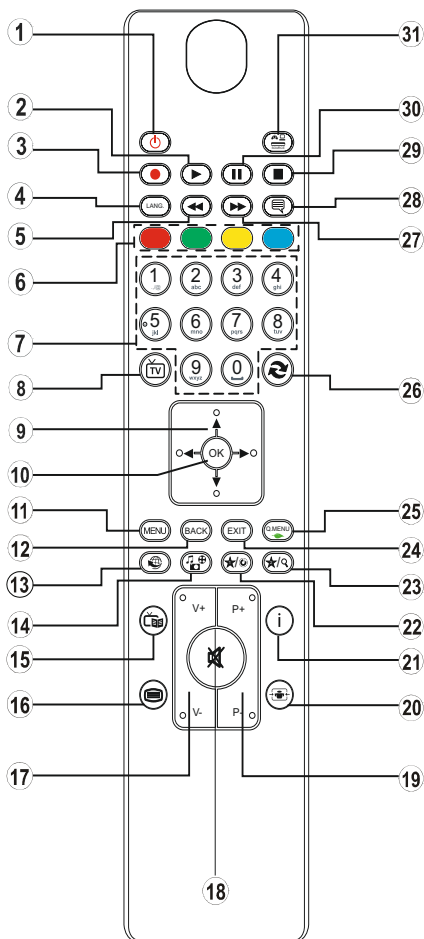 1
31
2
30
3
29
4
LANG.
28
5
27
6
1 .@
2 abc
3 def
4 ghi
5 jkl
6 mno
7 pqrs
8 tuv
7
8
TV
9 wxyz
0
26
9
10
OK
11
MENU
BACK
EXIT
Q.MENU
25
12
24
13
23
14
22
V+
P+
15
i
21
16
20
V-
P-
17
19
18